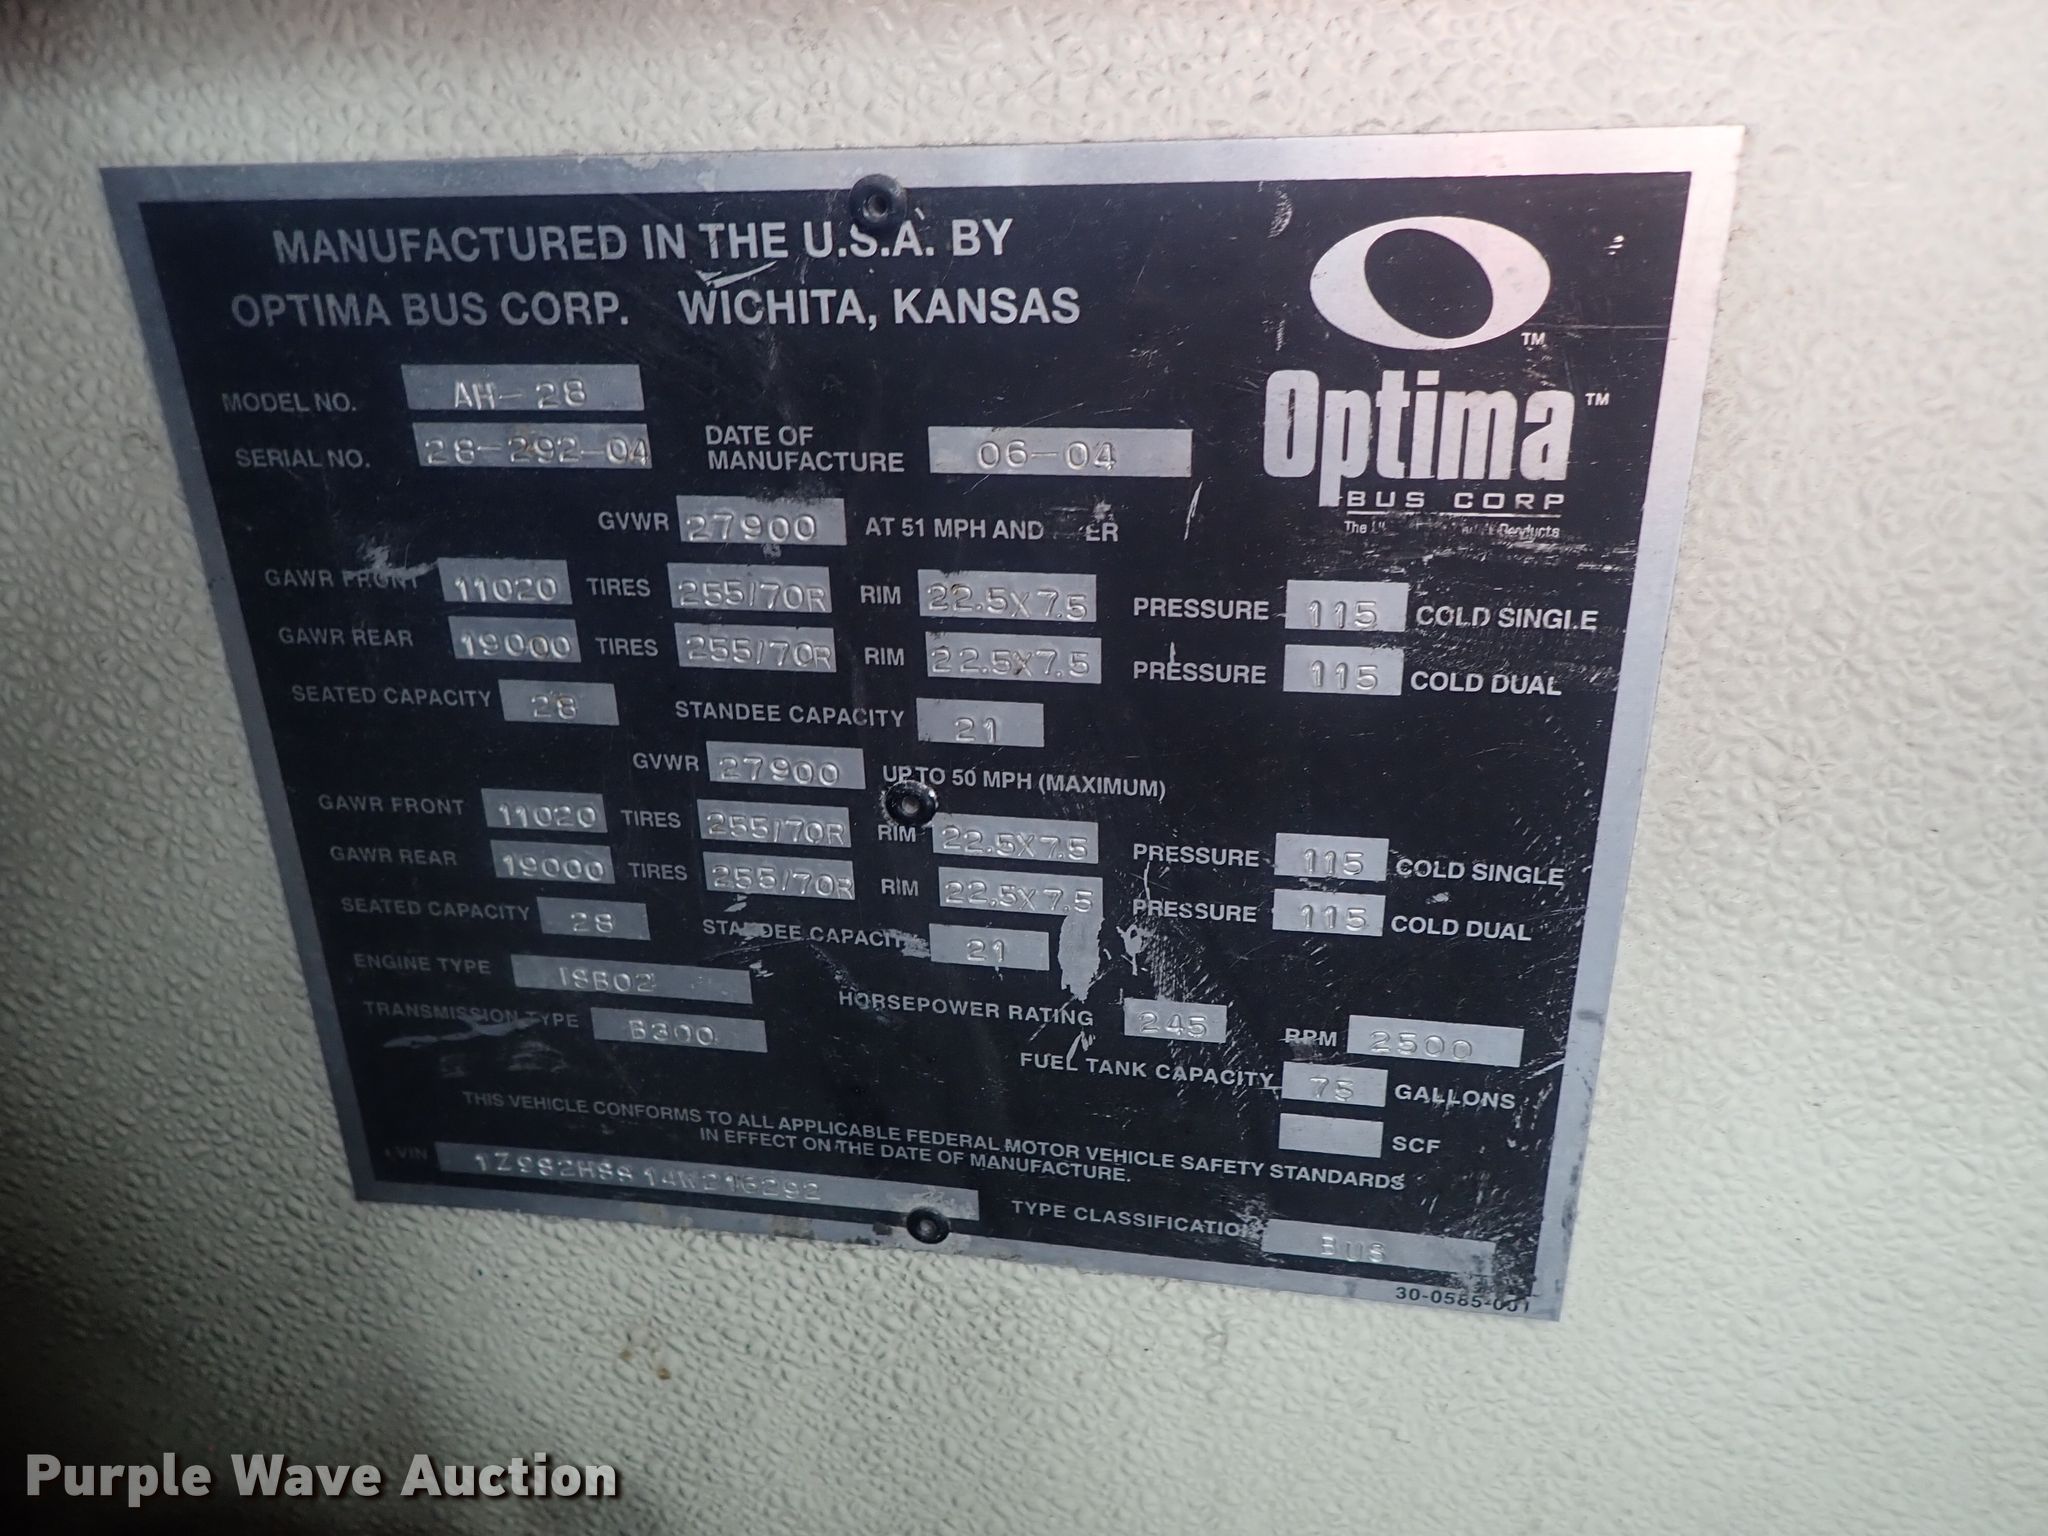 MANUFACTURED IN THE U.S.A. BY
OPTIMA BUS CORP. WICHITA, KANSAS
TM
Optima TM
BUS CORP
The Products
MODEL NO. AH-28
SERIAL NO. 28-292-04 DATE OF MANUFACTURE 06-04
GVWR 27900 AT 51 MPH AND
GAWR FRONT 11020 TIRES 255/70R RIM 22.5X7.5 PRESSURE 115 COLD SINGLE
GAWR REAR 19000 TIRES 255/70R RIM 22.5X7.5 PRESSURE 115 COLD DUAL
SEATED CAPACITY 28 STANDEE CAPACITY 21
GVWR 27900 UP TO 50 MPH (MAXIMUM)
GAWR FRONT 11020 TIRES 255/70R RIM 22.5X7.5 PRESSURE 115 COLD SINGLE
GAWR REAR 19000 TIRES 255/70R RIM 22.5X7.5 PRESSURE 115 COLD DUAL
SEATED CAPACITY 28 STANDEE CAPACITY 21
ENGINE TYPE ISB02 HORSEPOWER RATING 245 RPM 2500
TRANSMISSION TYPE B300 FUEL TANK CAPACITY 75 GALLONS
SCF
THIS VEHICLE CONFORMS TO ALL APPLICABLE FEDERAL MOTOR VEHICLE SAFETY STANDARDS
IN EFFECT ON THE DATE OF MANUFACTURE.
VIN TYPE CLASSIFICATION BUS
30-0585-001
Purple Wave Auction